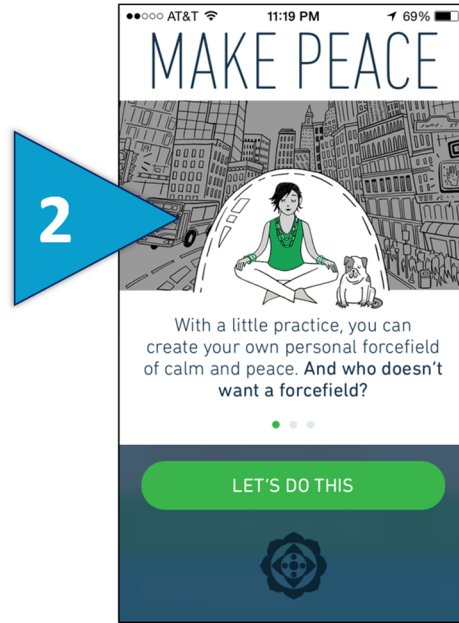 AT&T 11:19 PM 69%
MAKE PEACE
2
With a little practice, you can
create your own personal forcefield
of calm and peace. And who doesn't
want a forcefield?
LET'S DO THIS